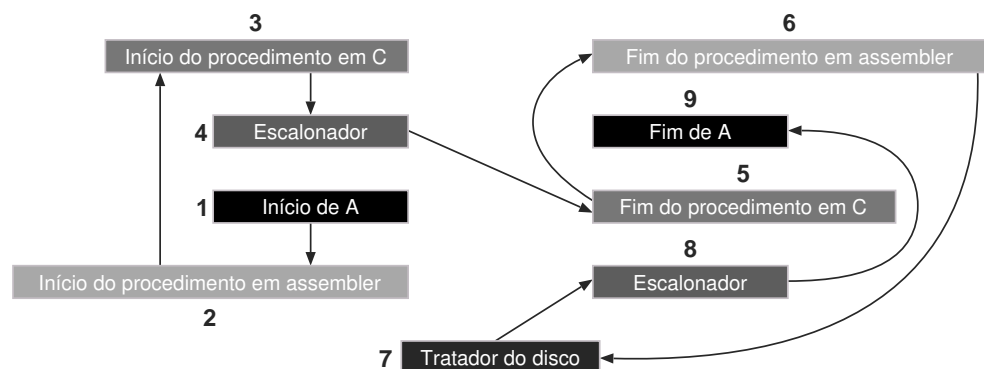 3
Início do procedimento em C
4
Escalonador
1
Início de A
Início do procedimento em assembler
2
6
Fim do procedimento em assembler
9
Fim de A
5
Fim do procedimento em C
8
Escalonador
7
Tratador do disco